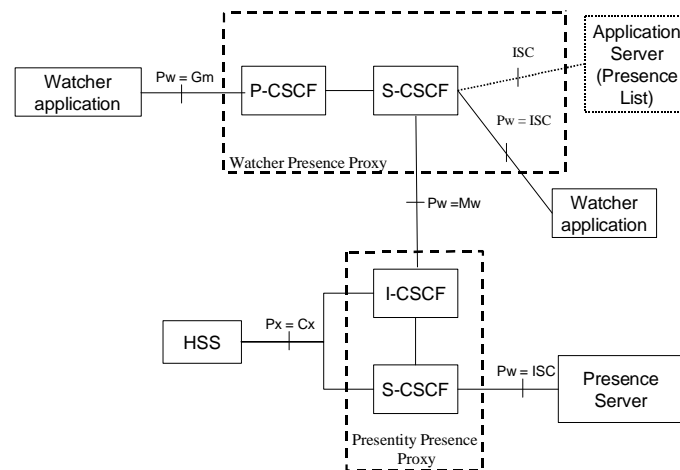 Watcher
application
Pw = Gm
P-CSCF
S-CSCF
ISC
Application
Server
(Presence
List)
Pw = ISC
Watcher Presence Proxy
Watcher
application
Pw =Mw
I-CSCF
HSS
Px = Cx
S-CSCF
Pw = ISC
Presence
Server
Presentity Presence
Proxy